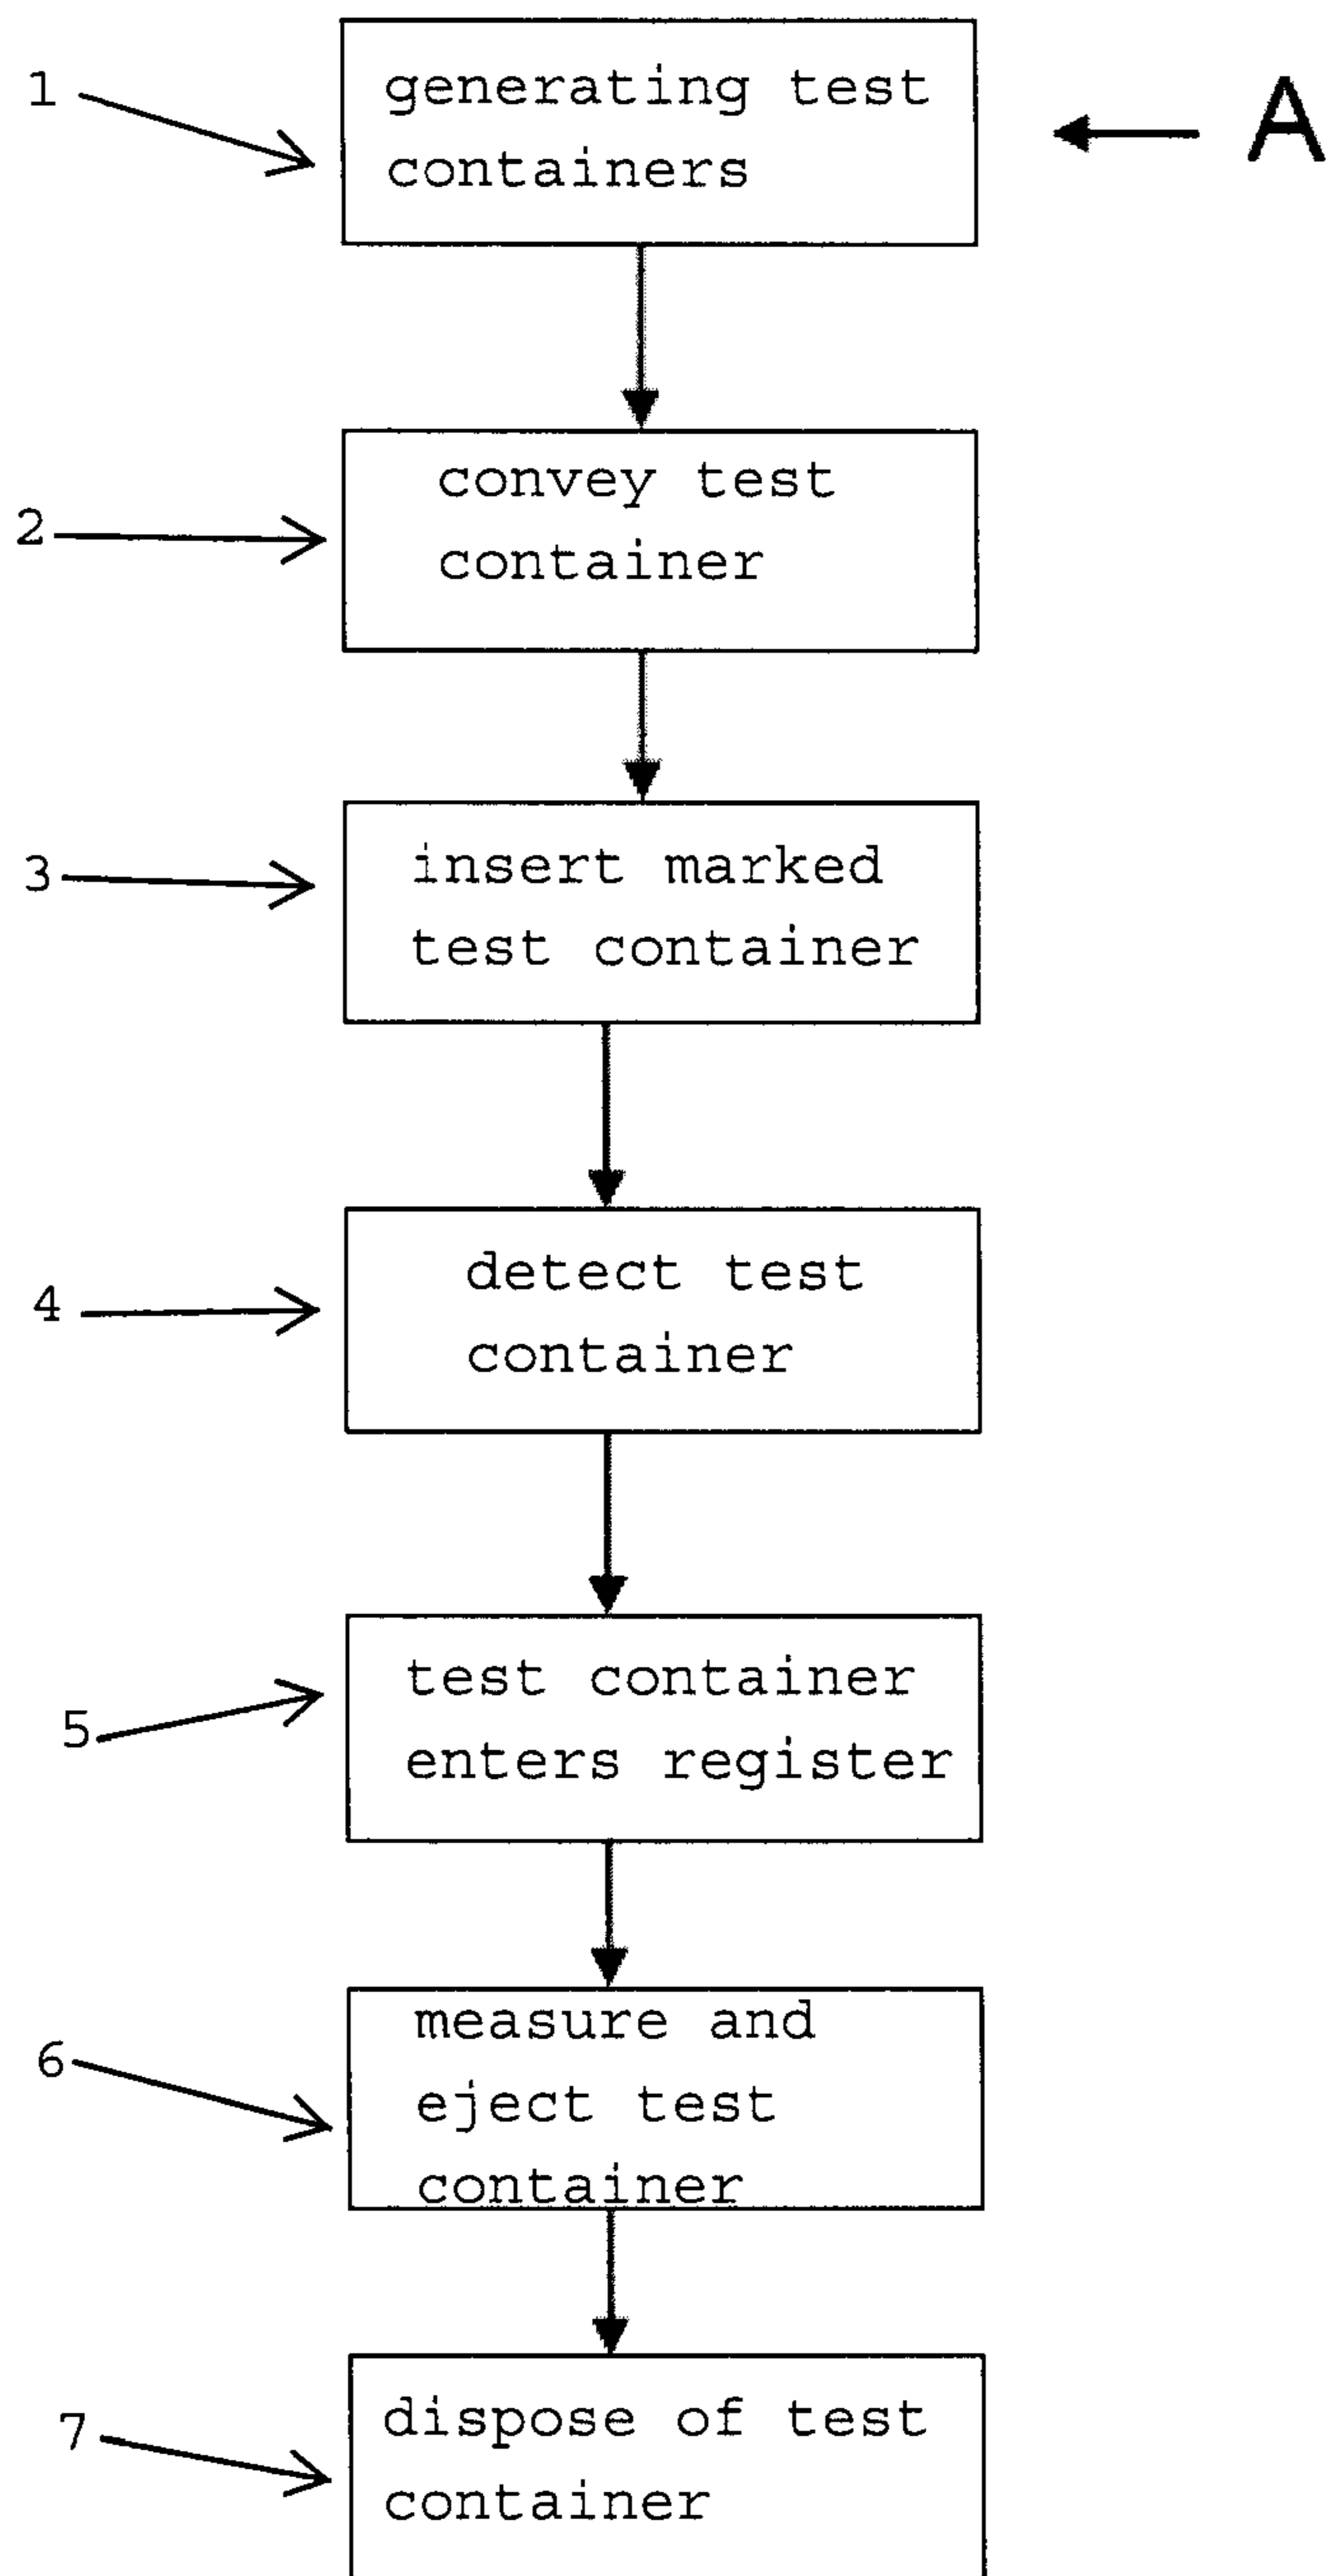 1
generating test
containers
A
2
convey test
container
3
insert marked
test container
4
detect test
container
5
test container
enters register
6
measure and
eject test
container
7
dispose of test
container